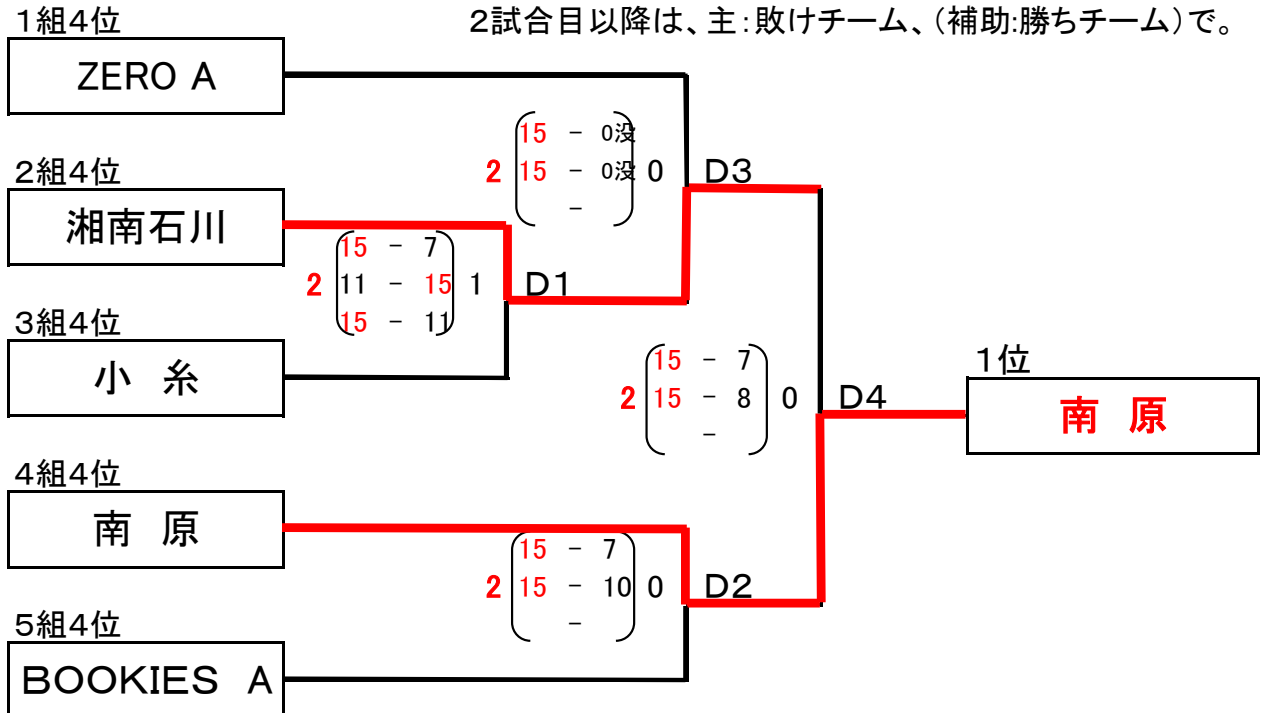 1組4位
2試合目以降は、主:敗けチーム、(補助:勝ちチーム)で。
ZERO A
15 - 0没
2 15 - 0没 0 D3
-
2組4位
湘南石川
15 - 7
2 11 - 15 1 D1
15 - 11
3組4位
小 糸
15 - 7
2 15 - 8 0 D4
-
1位
南 原
4組4位
南 原
15 - 7
2 15 - 10 0 D2
-
5組4位
BOOKIES A